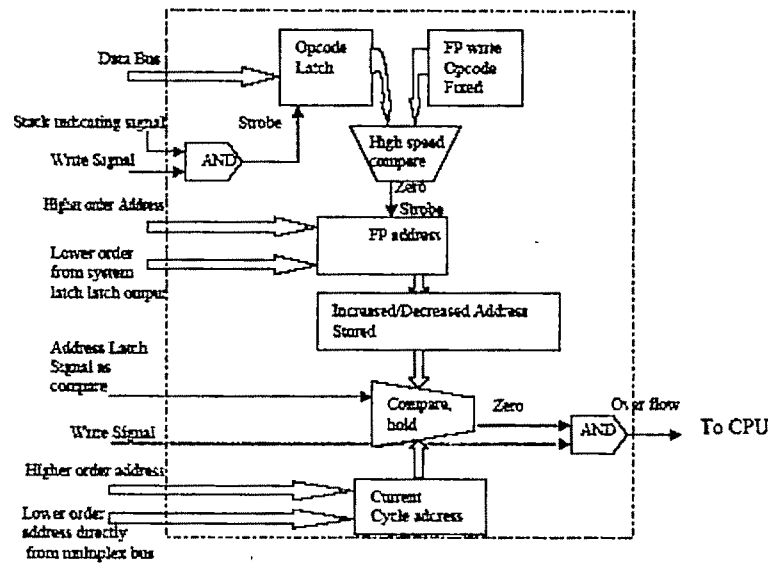 Data Bus
Opcode
Latch
FP write
Opcode
Fixed
Stack indicating signal
Strobe
Write Signal
AND
High speed
compare
Zero
Strobe
Higher order Address
FP address
Lower order
from system
latch latch output
Increased/Decreased Address
Stored
Address Latch
Signal as
compare
Compare,
hold
Zero
Over flow
AND
To CPU
Write Signal
Higher order address
Current
Cycle address
Lower order
address directly
from multiplex bus